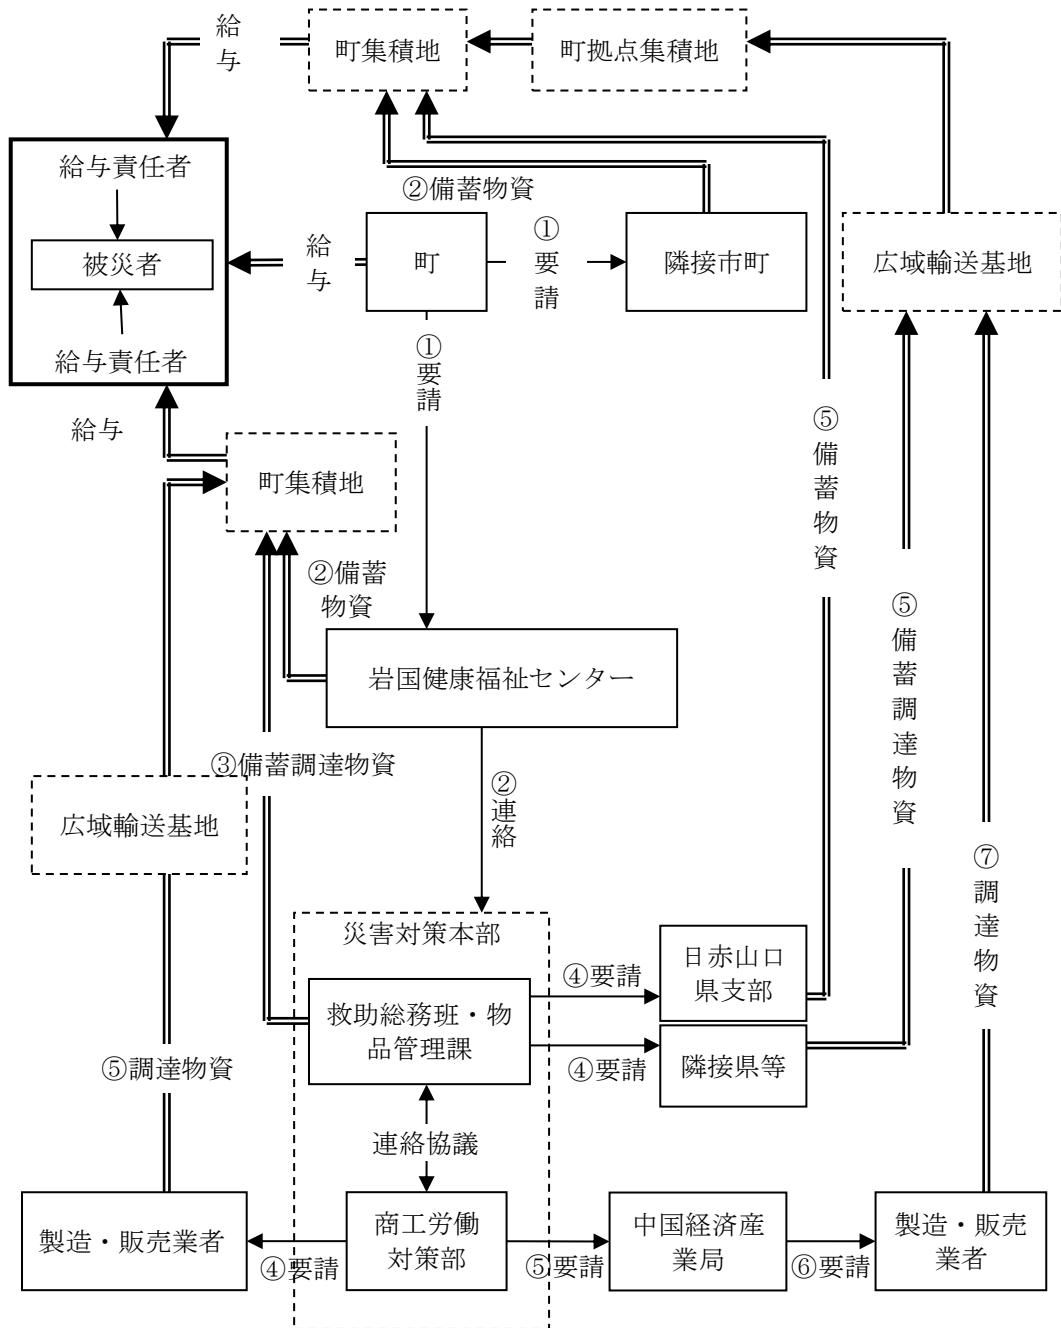 給
与
町集積地
町拠点集積地
給与責任者
②備蓄物資
被災者
給
与
町
①
要
請
隣接市町
広域輸送基地
給与責任者
①
要
請
給与
⑤
備
蓄
物
資
町集積地
②備蓄
物資
⑤
備
蓄
調
達
物
資
岩国健康福祉センター
③備蓄調達物資
②
連
絡
広域輸送基地
⑦
調
達
物
資
災害対策本部
救助総務班・物
品管理課
④要請
日赤山口
県支部
④要請
隣接県等
⑤調達物資
連絡協議
製造・販売業者
④要請
商工労働
対策部
⑤要請
中国経済産
業局
⑥要請
製造・販売
業者